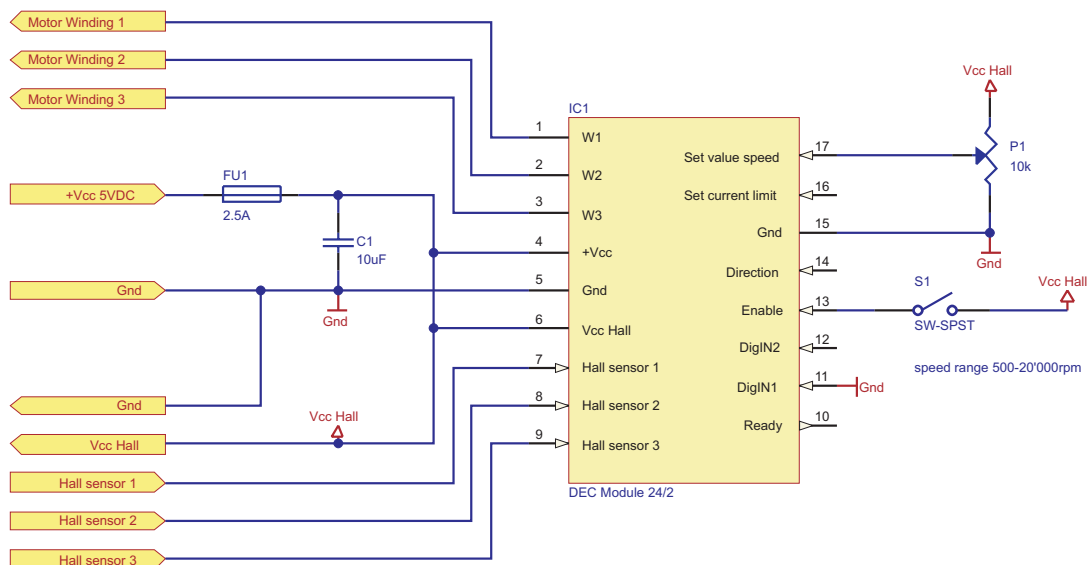 Motor Winding 1
Motor Winding 2
Motor Winding 3
+Vcc 5VDC
FU1
2.5A
C1
10uF
Gnd
Gnd
Gnd
Vcc Hall
Vcc Hall
Hall sensor 1
Hall sensor 2
Hall sensor 3
IC1
1 W1
2 W2
3 W3
4 +Vcc
5 Gnd
6 Vcc Hall
7 Hall sensor 1
8 Hall sensor 2
9 Hall sensor 3
Set value speed 17
Set current limit 16
Gnd 15
Direction 14
Enable 13
DigIN2 12
DigIN1 11 Gnd
Ready 10
DEC Module 24/2
Vcc Hall
P1
10k
Gnd
S1
SW-SPST
Vcc Hall
speed range 500-20'000rpm